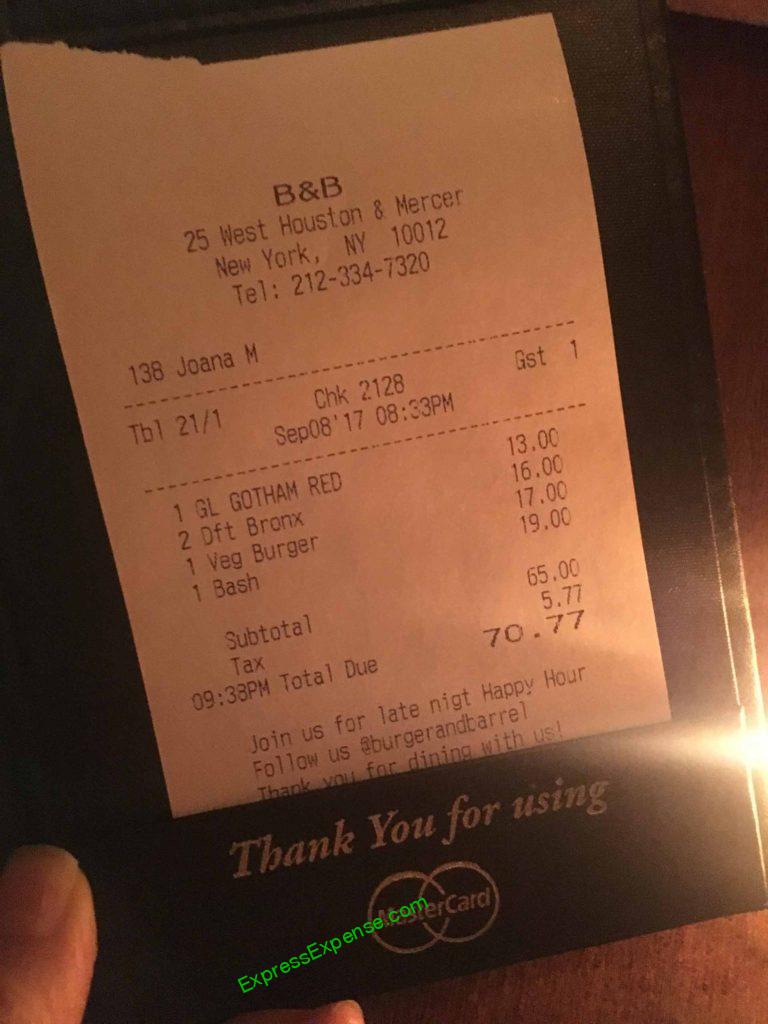 B&B
25 West Houston & Mercer
New York, NY 10012
Tel: 212-334-7320
138 Joana M
Tbl 21/1 Chk 2128 Gst 1
Sep08'17 08:33PM
1 GL GOTHAM RED 13.00
2 Dft Bronx 16.00
1 Veg Burger 17.00
1 Bash 19.00
Subtotal 65.00
Tax 5.77
09:38PM Total Due 70.77
Join us for late nigt Happy Hour
Follow us @burgerandbarrel
Thank you for dining with us!
Thank You for using
MasterCard
ExpressExpense.com